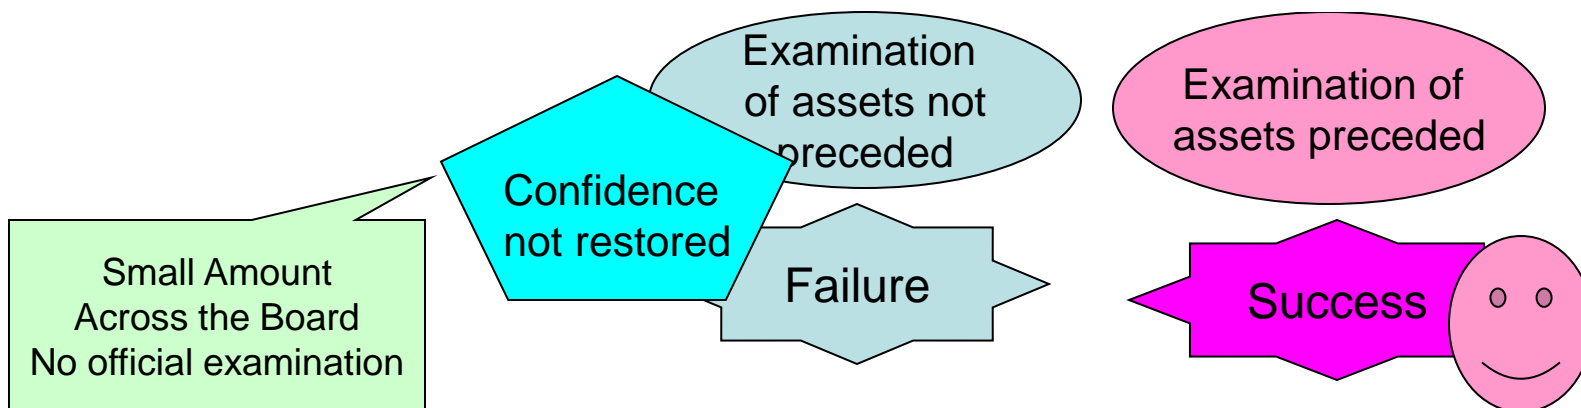 Examination
of assets not
preceded
Examination of
assets preceded
Confidence
not restored
Small Amount
Across the Board
No official examination
Failure
Success